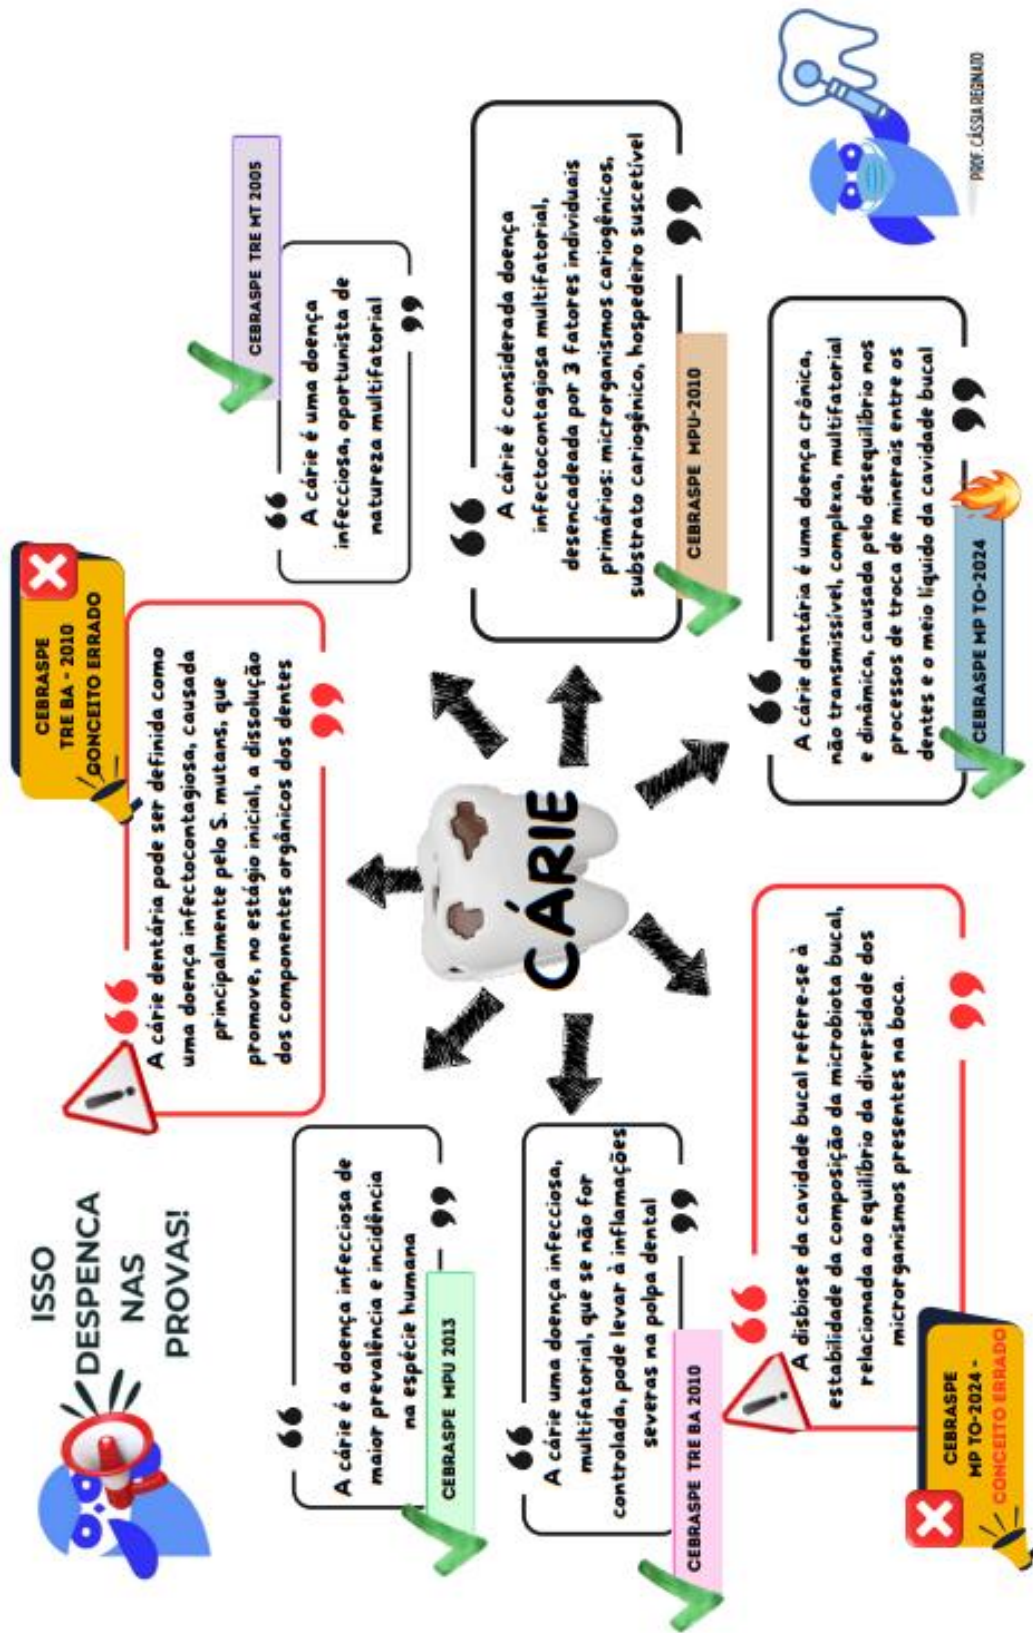 ISSO
DESPENCA
NAS
PROVAS!
CEBRASPE
TRE BA - 2010
CONCEITO ERRADO
A cárie dentária pode ser definida como
uma doença infectocontagiosa, causada
principalmente pelo S. mutans, que
promove, no estágio inicial, a dissolução
dos componentes orgânicos dos dentes
CEBRASPE TRE MT 2005
A cárie é uma doença
infecciosa, oportunista de
natureza multifatorial
A cárie é a doença infecciosa de
maior prevalência e incidência
na espécie humana
CEBRASPE MPU 2013
CÁRIE
A cárie é considerada doença
infectocontagiosa multifatorial,
desencadeada por 3 fatores individuais
primários: microrganismos cariogênicos,
substrato cariogênico, hospedeiro suscetível
CEBRASPE MPU-2010
A cárie uma doença infecciosa,
multifatorial, que se não for
controlada, pode levar à inflamações
severas na polpa dental
CEBRASPE TRE BA 2010
A cárie dentária é uma doença crônica,
não transmissível, complexa, multifatorial
e dinâmica, causada pelo desequilíbrio nos
processos de troca de minerais entre os
dentes e o meio líquido da cavidade bucal
CEBRASPE MP TO-2024
A disbiose da cavidade bucal refere-se à
estabilidade da composição da microbiota bucal,
relacionada ao equilíbrio da diversidade dos
microrganismos presentes na boca.
CEBRASPE
MP TO-2024 -
CONCEITO ERRADO
PROF. CÁSSIA REGINATO